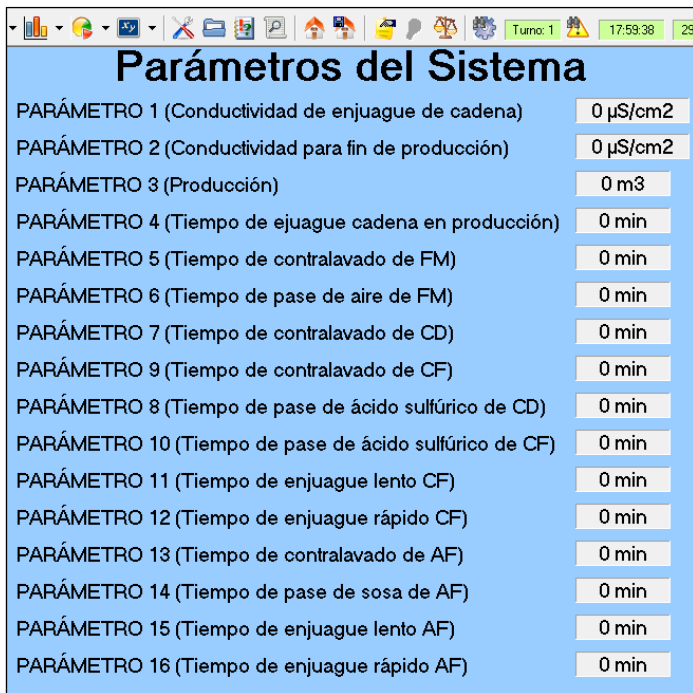 xy Turno: 1 17:59:38 29
Parámetros del Sistema
PARÁMETRO 1 (Conductividad de enjuague de cadena) 0 µS/cm2
PARÁMETRO 2 (Conductividad para fin de producción) 0 µS/cm2
PARÁMETRO 3 (Producción) 0 m3
PARÁMETRO 4 (Tiempo de ejuague cadena en producción) 0 min
PARÁMETRO 5 (Tiempo de contralavado de FM) 0 min
PARÁMETRO 6 (Tiempo de pase de aire de FM) 0 min
PARÁMETRO 7 (Tiempo de contralavado de CD) 0 min
PARÁMETRO 9 (Tiempo de contralavado de CF) 0 min
PARÁMETRO 8 (Tiempo de pase de ácido sulfúrico de CD) 0 min
PARÁMETRO 10 (Tiempo de pase de ácido sulfúrico de CF) 0 min
PARÁMETRO 11 (Tiempo de enjuague lento CF) 0 min
PARÁMETRO 12 (Tiempo de enjuague rápido CF) 0 min
PARÁMETRO 13 (Tiempo de contralavado de AF) 0 min
PARÁMETRO 14 (Tiempo de pase de sosa de AF) 0 min
PARÁMETRO 15 (Tiempo de enjuague lento AF) 0 min
PARÁMETRO 16 (Tiempo de enjuague rápido AF) 0 min